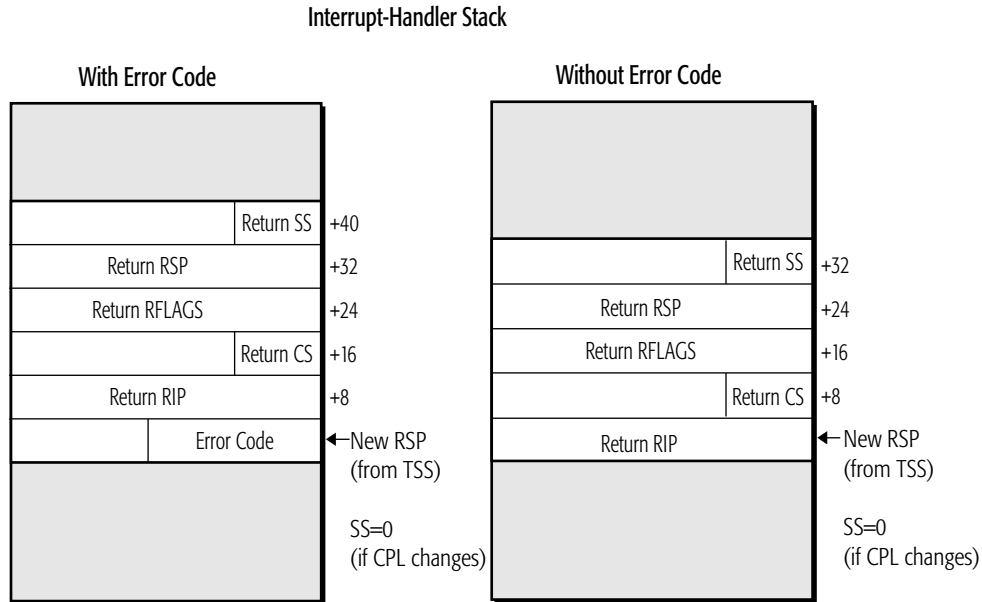 Interrupt-Handler Stack
With Error Code
Return SS
+40
Return RSP
+32
Return RFLAGS
+24
Return CS
+16
Return RIP
+8
Error Code
New RSP
(from TSS)
SS=0
(if CPL changes)
Without Error Code
Return SS
+32
Return RSP
+24
Return RFLAGS
+16
Return CS
+8
Return RIP
New RSP
(from TSS)
SS=0
(if CPL changes)